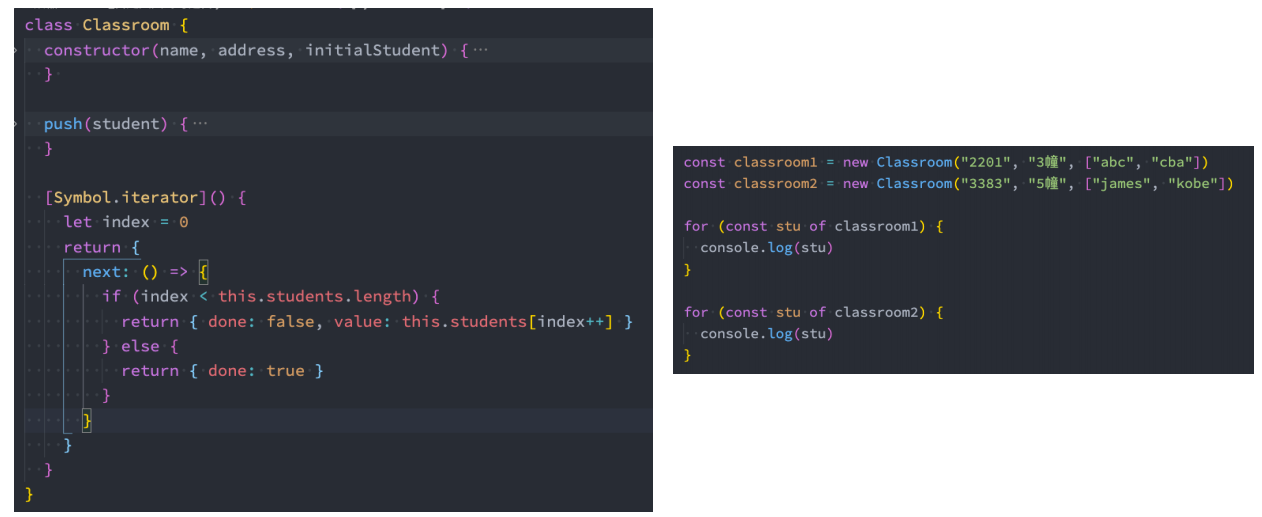 class Classroom {
constructor(name, address, initialStudent) { ···
}
push(student) { ···
}
[Symbol.iterator]() {
let index = 0
return {
next: () => {
if (index < this.students.length) {
return { done: false, value: this.students[index++] }
} else {
return { done: true }
}
}
}
}
}
const classroom1 = new Classroom("2201", "3幢", ["abc", "cba"])
const classroom2 = new Classroom("3383", "5幢", ["james", "kobe"])
for (const stu of classroom1) {
console.log(stu)
}
for (const stu of classroom2) {
console.log(stu)
}